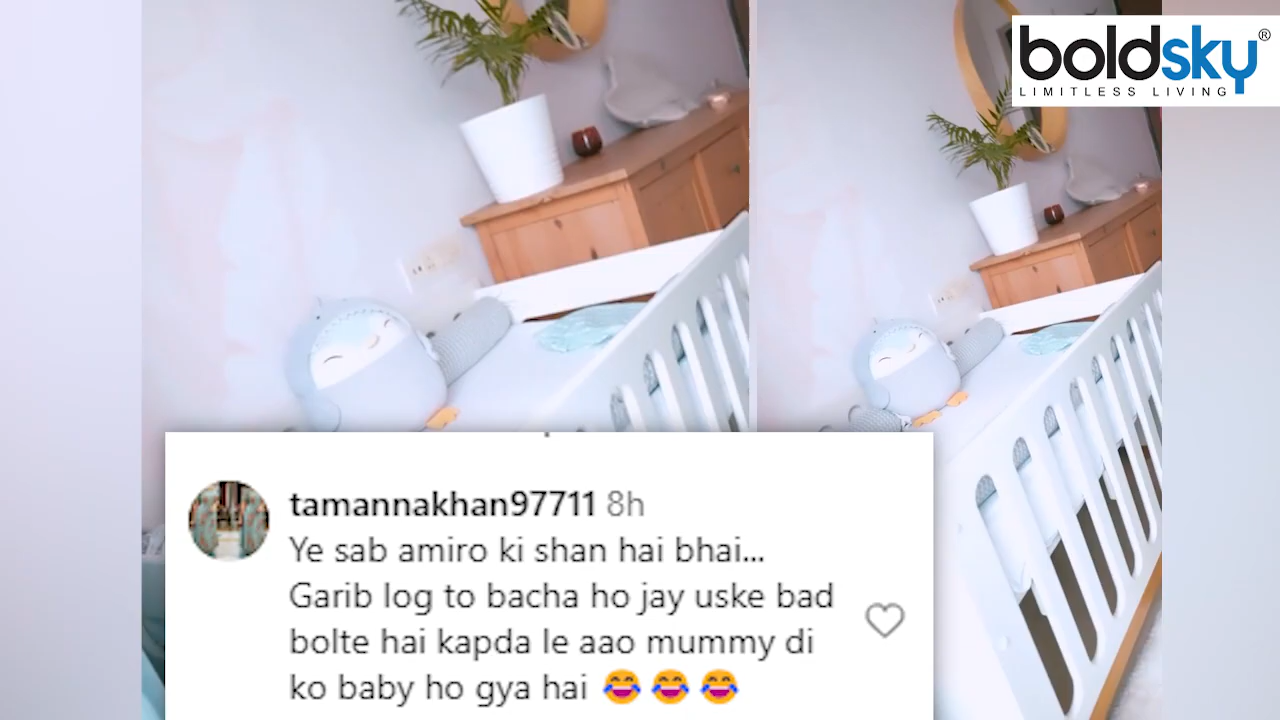 boldsky®
LIMITLESS LIVING
tamannakhan97711 8h
Ye sab amiro ki shan hai bhai...
Garib log to bacha ho jay uske bad
bolte hai kapda le aao mummy di
ko baby ho gya hai 😂 😂 😂